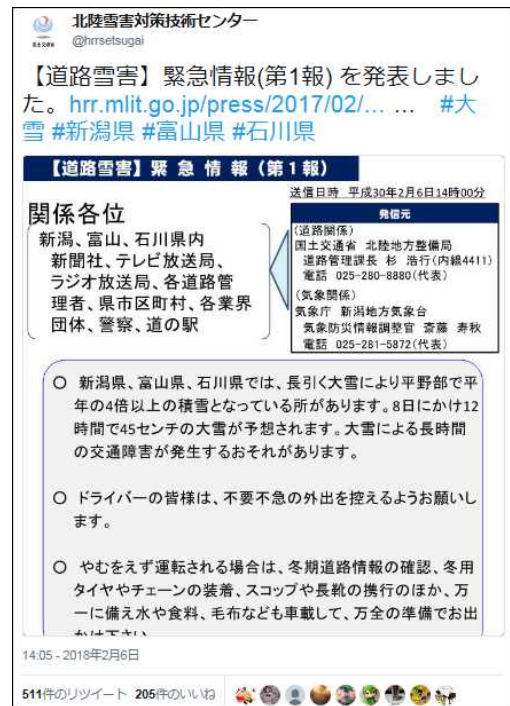 北陸雪害対策技術センター
国土交通省
@hrrsetsugai
【道路雪害】緊急情報(第1報) を発表しまし
た。hrr.mlit.go.jp/press/2017/02/… … #大
雪 #新潟県 #富山県 #石川県
【道路雪害】緊 急 情 報（第１報）
送信日時 平成30年2月6日14時00分
関係各位
新潟、富山、石川県内
新聞社、テレビ放送局、
ラジオ放送局、各道路管
理者、県市区町村、各業界
団体、警察、道の駅
発信元
(道路関係)
国土交通省 北陸地方整備局
道路管理課長 杉 浩行(内線4411)
電話 025-280-8880(代表)
(気象関係)
気象庁 新潟地方気象台
気象防災情報調整官 斎藤 寿秋
電話 025-281-5872(代表)
○ 新潟県、富山県、石川県では、長引く大雪により平野部で平
年の4倍以上の積雪となっている所があります。8日にかけ12
時間で45センチの大雪が予想されます。大雪による長時間
の交通障害が発生するおそれがあります。
○ ドライバーの皆様は、不要不急の外出を控えるようお願いし
ます。
○ やむをえず運転される場合は、冬期道路情報の確認、冬用
タイヤやチェーンの装着、スコップや長靴の携行のほか、万
一に備え水や食料、毛布なども車載して、万全の準備でお出
かけ下さい
14:05 - 2018年2月6日
511件のリツイート 205件のいいね